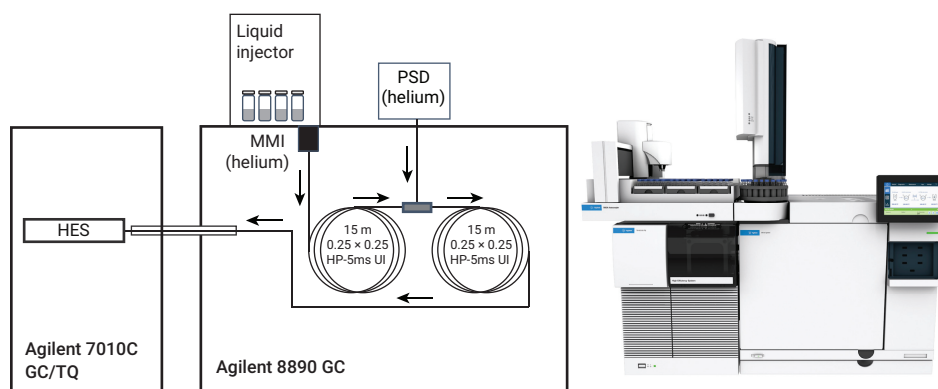 Liquid
injector
PSD
(helium)
MMI
(helium)
HES
15 m
0.25 × 0.25
HP-5ms UI
15 m
0.25 × 0.25
HP-5ms UI
Agilent 7010C
GC/TQ
Agilent 8890 GC